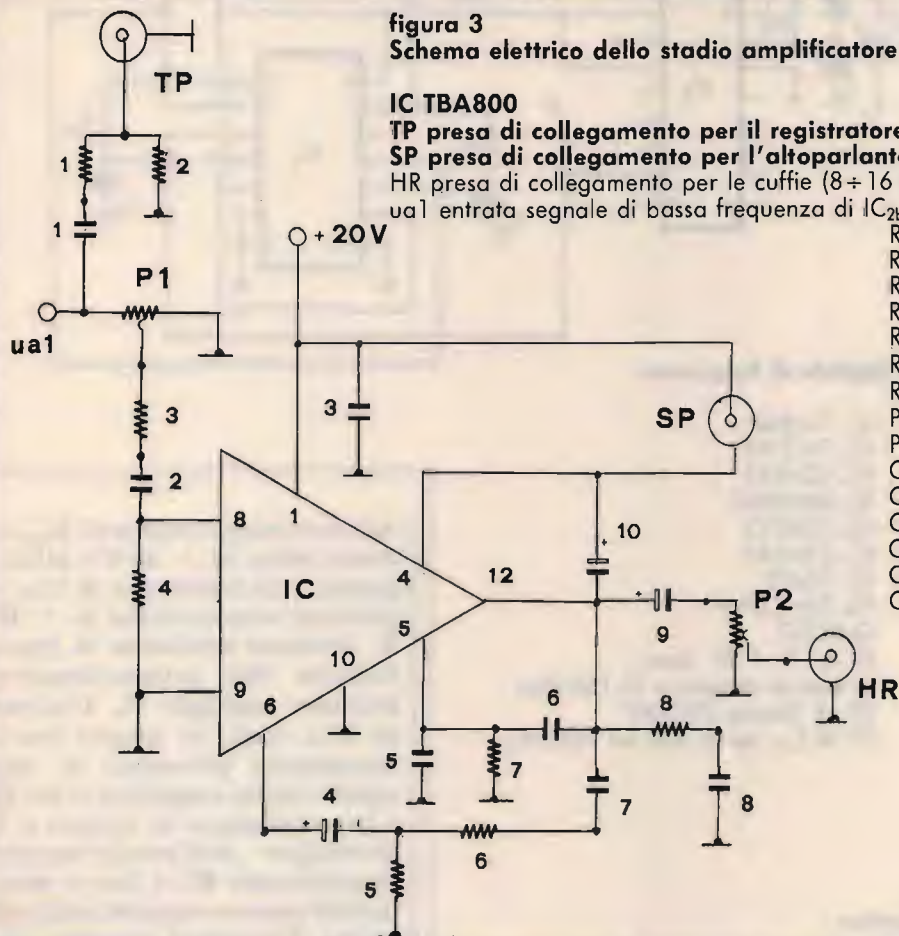 figura 3
Schema elettrico dello stadio amplificatore
IC TBA800
TP presa di collegamento per il registratore
SP presa di collegamento per l'altoparlante
HR presa di collegamento per le cuffie (8÷16
ua1 entrata segnale di bassa frequenza di IC2b
R
R
R
R
R
R
R
P
P
C
C
C
C
C
C
TP
1
2
1
+ 20 V
P1
ua1
3
3
SP
2
8
1
10
4
4
12
IC
P2
5
9
10
9
6
HR
6
8
5
7
4
7
8
6
5